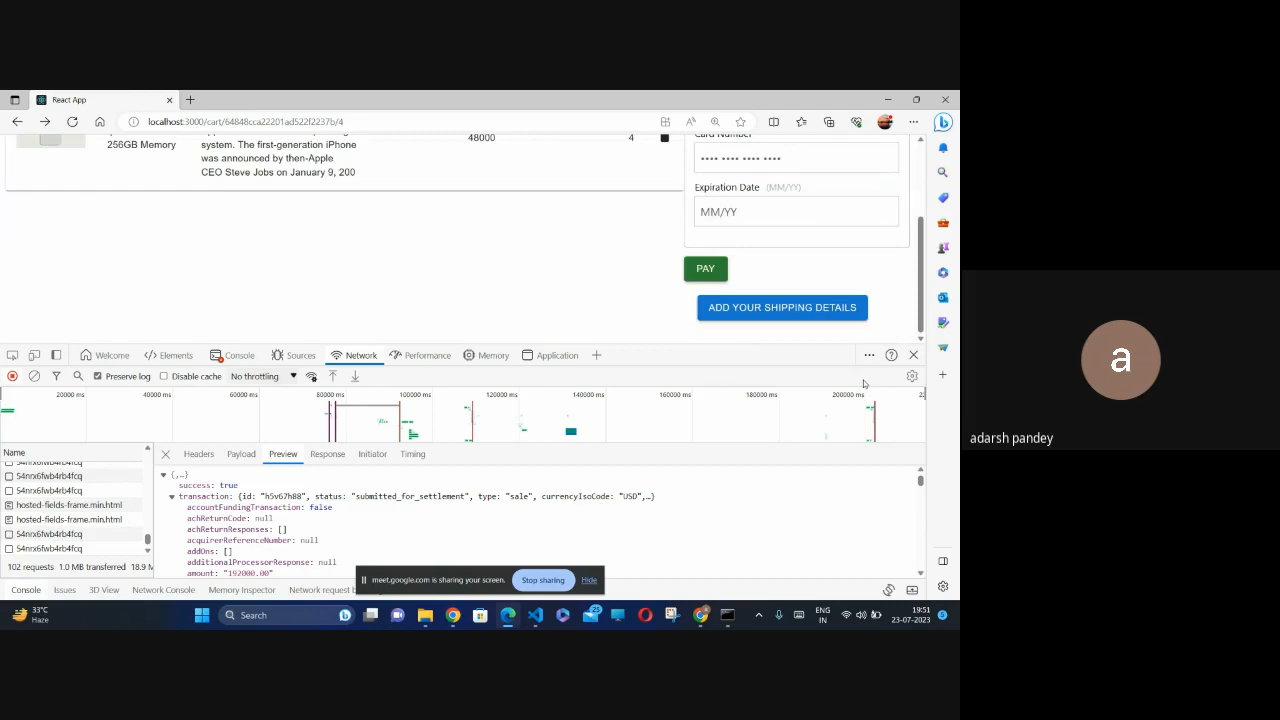 React App
localhost:3000/cart/64848cca22201ad522f2237b/4
256GB Memory
system. The first-generation iPhone
was announced by then-Apple
CEO Steve Jobs on January 9, 200
48000
4
Card Number
•••• •••• •••• ••••
Expiration Date (MM/YY)
MM/YY
PAY
ADD YOUR SHIPPING DETAILS
Welcome Elements Console Sources Network Performance Memory Application
Preserve log Disable cache No throttling
20000 ms 40000 ms 60000 ms 80000 ms 100000 ms 120000 ms 140000 ms 160000 ms 180000 ms 200000 ms
Name
54nrx6fwb4rb4fcq
54nrx6fwb4rb4fcq
54nrx6fwb4rb4fcq
hosted-fields-frame.min.html
hosted-fields-frame.min.html
54nrx6fwb4rb4fcq
54nrx6fwb4rb4fcq
102 requests 1.0 MB transferred 18.9 M
Headers Payload Preview Response Initiator Timing
{,…}
success: true
transaction: {id: "h5v67h88", status: "submitted_for_settlement", type: "sale", currencyIsoCode: "USD",…}
accountFundingTransaction: false
achReturnCode: null
achReturnResponses: []
acquirerReferenceNumber: null
addOns: []
additionalProcessorResponse: null
amount: "192000.00"
meet.google.com is sharing your screen. Stop sharing Hide
Console Issues 3D View Network Console Memory Inspector Network request b
33°C
Haze
Search
23
ENG
IN
19:51
23-07-2023
5
a
adarsh pandey